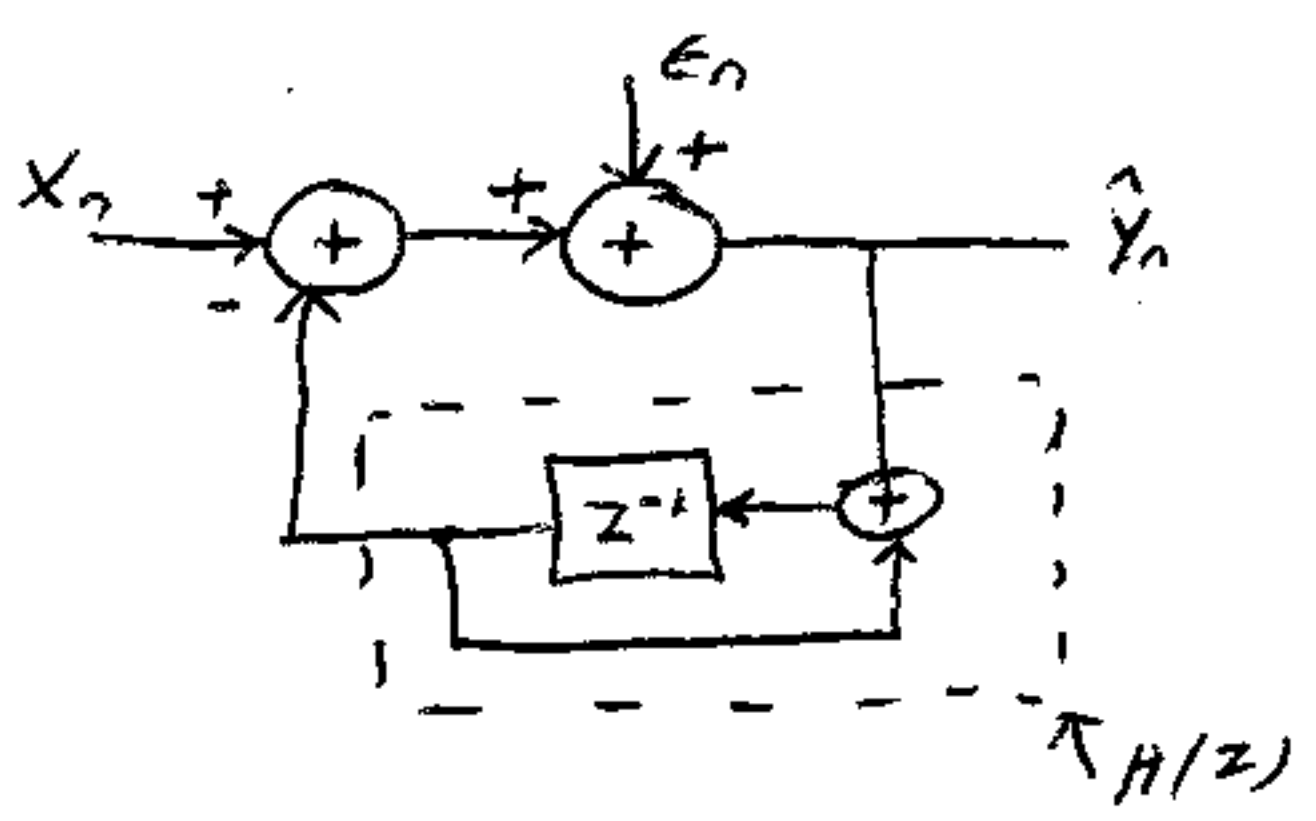 ϵn
Xn + + + + + Ŷn
-
z⁻¹ +
H(z)